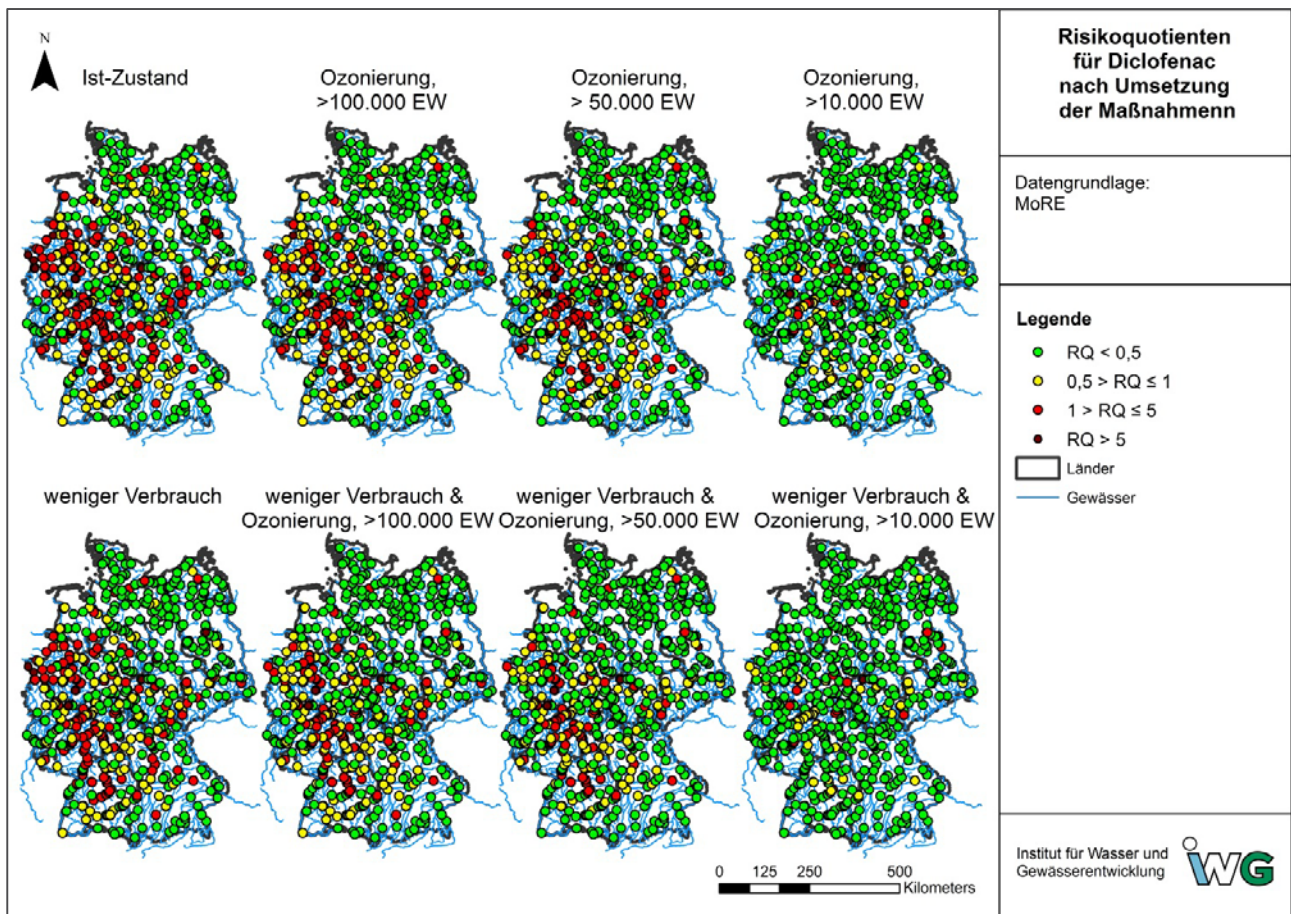 N
Ist-Zustand
Ozonierung,
>100.000 EW
Ozonierung,
> 50.000 EW
Ozonierung,
>10.000 EW
weniger Verbrauch
weniger Verbrauch &
Ozonierung, >100.000 EW
weniger Verbrauch &
Ozonierung, >50.000 EW
weniger Verbrauch &
Ozonierung, >10.000 EW
0 125 250 500
Kilometers
Risikoquotienten
für Diclofenac
nach Umsetzung
der Maßnahmenn
Datengrundlage:
MoRE
Legende
RQ < 0,5
0,5 > RQ ≤ 1
1 > RQ ≤ 5
RQ > 5
Länder
Gewässer
Institut für Wasser und
Gewässerentwicklung
iWG